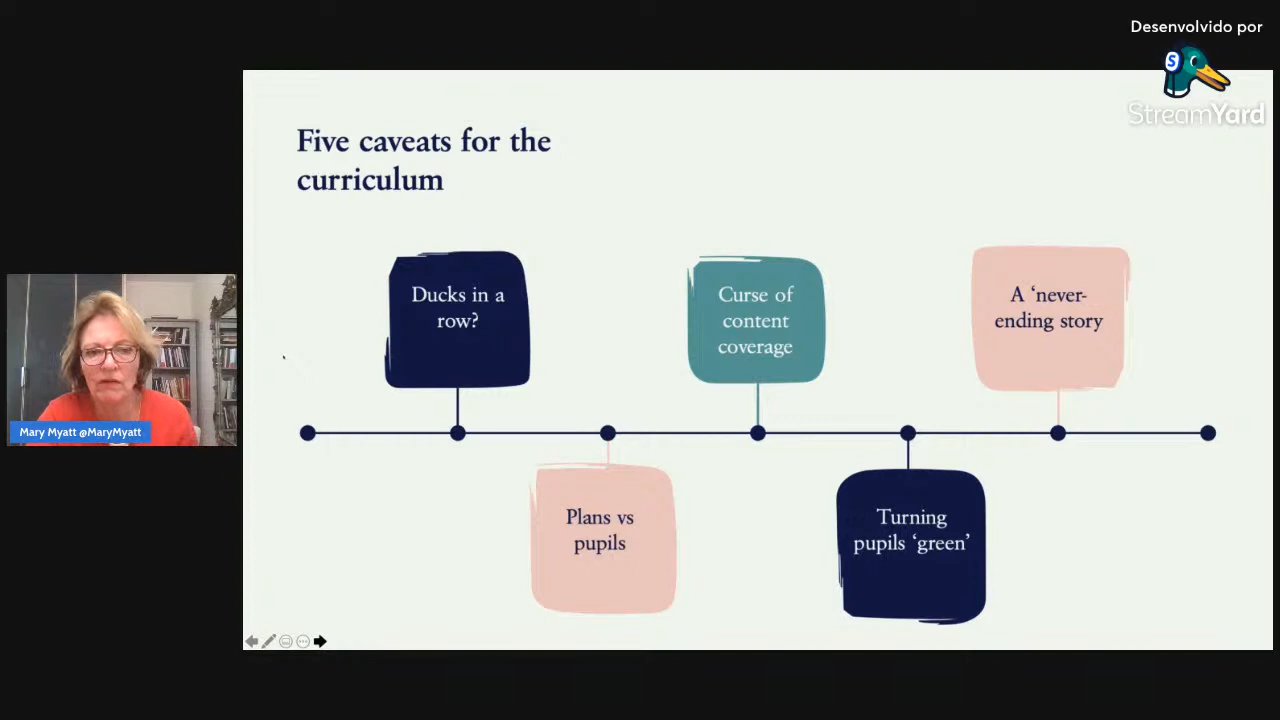 Desenvolvido por
S
StreamYard
Five caveats for the
curriculum
Ducks in a
row?
Plans vs
pupils
Curse of
content
coverage
Turning
pupils ‘green’
A ‘never-
ending story
Mary Myatt @MaryMyatt